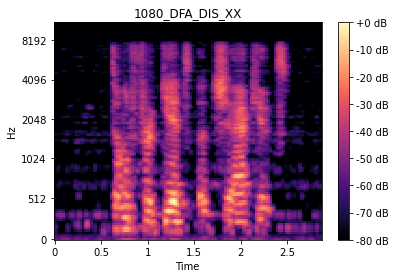 1080_DFA_DIS_XX
8192
4096
2048
1024
512
0
Hz
0
0.5
1
1.5
2
2.5
Time
+0 dB
-10 dB
-20 dB
-30 dB
-40 dB
-50 dB
-60 dB
-70 dB
-80 dB